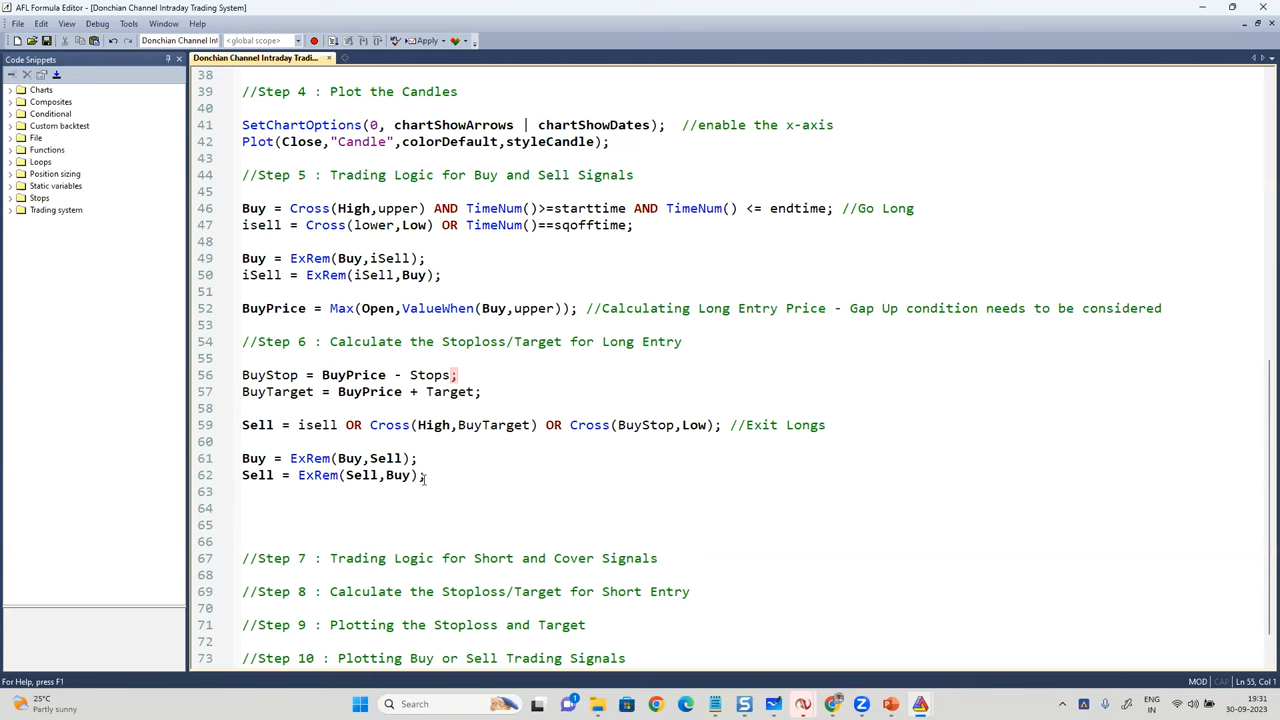 AFL Formula Editor - [Donchian Channel Intraday Trading System]
File Edit View Debug Tools Window Help
Donchian Channel Int <global scope> Apply
Code Snippets
Donchian Channel Intraday Tradi...
Charts
Composites
Conditional
Custom backtest
File
Functions
Loops
Position sizing
Static variables
Stops
Trading system
38
39 //Step 4 : Plot the Candles
40
41 SetChartOptions(0, chartShowArrows | chartShowDates); //enable the x-axis
42 Plot(Close,"Candle",colorDefault,styleCandle);
43
44 //Step 5 : Trading Logic for Buy and Sell Signals
45
46 Buy = Cross(High,upper) AND TimeNum()>=starttime AND TimeNum() <= endtime; //Go Long
47 isell = Cross(lower,Low) OR TimeNum()==sqofftime;
48
49 Buy = ExRem(Buy,iSell);
50 iSell = ExRem(iSell,Buy);
51
52 BuyPrice = Max(Open,ValueWhen(Buy,upper)); //Calculating Long Entry Price - Gap Up condition needs to be considered
53
54 //Step 6 : Calculate the Stoploss/Target for Long Entry
55
56 BuyStop = BuyPrice - Stops;
57 BuyTarget = BuyPrice + Target;
58
59 Sell = isell OR Cross(High,BuyTarget) OR Cross(BuyStop,Low); //Exit Longs
60
61 Buy = ExRem(Buy,Sell);
62 Sell = ExRem(Sell,Buy);
63
64
65
66
67 //Step 7 : Trading Logic for Short and Cover Signals
68
69 //Step 8 : Calculate the Stoploss/Target for Short Entry
70
71 //Step 9 : Plotting the Stoploss and Target
72
73 //Step 10 : Plotting Buy or Sell Trading Signals
For Help, press F1
MOD CAP Ln 55, Col 1
25°C
Partly sunny
Search
ENG
IN
19:31
30-09-2023